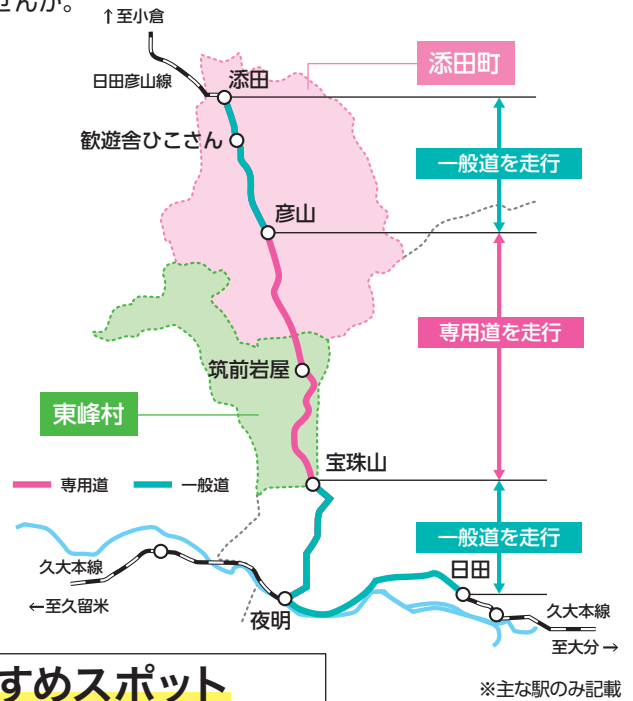 せんか。
↑至小倉
日田彦山線
添田
添田町
歓遊舎ひこさん
一般道を走行
彦山
専用道を走行
筑前岩屋
東峰村
宝珠山
専用道
一般道
一般道を走行
久大本線
日田
←至久留米
夜明
久大本線
至大分→
すめスポット
※主な駅のみ記載